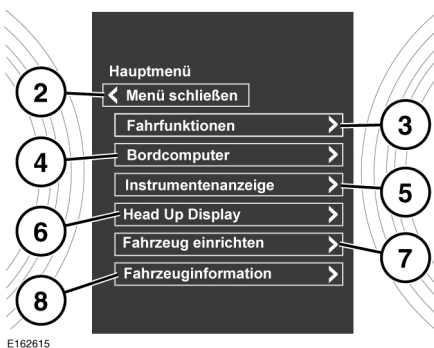 Hauptmenü
2 Menü schließen
Fahrfunktionen 3
4 Bordcomputer
Instrumentenanzeige 5
6 Head Up Display
Fahrzeug einrichten 7
8 Fahrzeuginformation
E162615